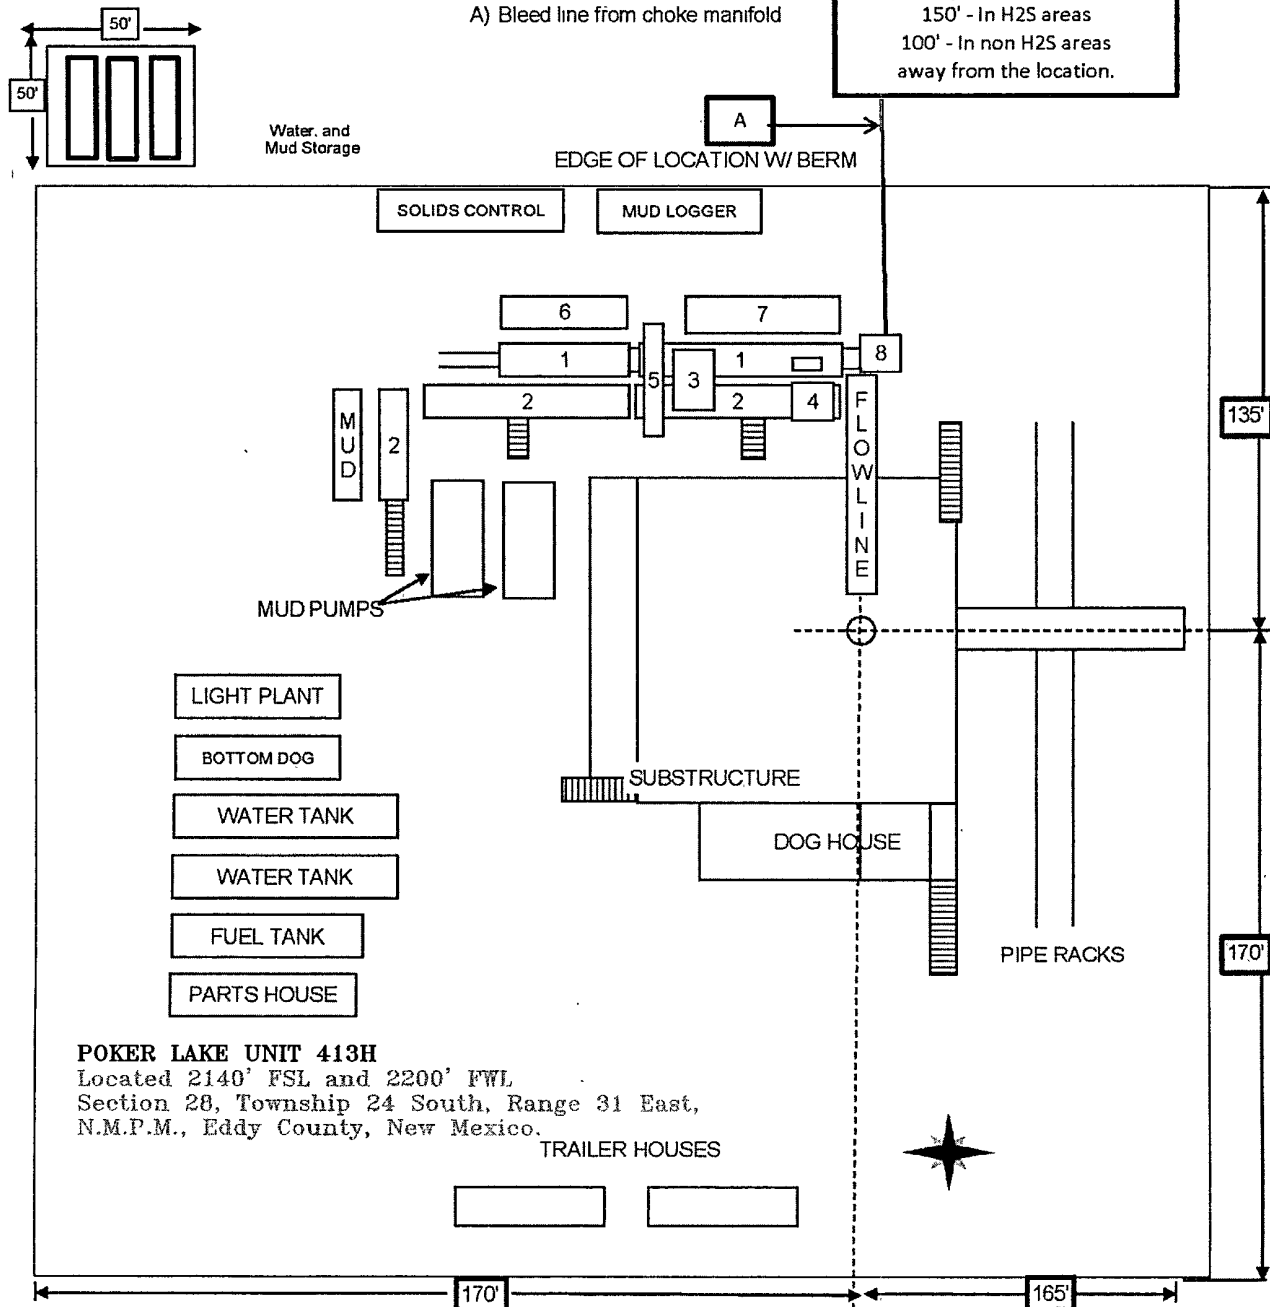 A) Bleed line from choke manifold
150' - In H2S areas
100' - In non H2S areas
away from the location.
50'
50'
Water. and
Mud Storage
A
EDGE OF LOCATION W/ BERM
SOLIDS CONTROL
MUD LOGGER
6
7
8
1
1
5
3
2
2
4
MUD
2
FLOWLINE
135'
MUD PUMPS
LIGHT PLANT
BOTTOM DOG
WATER TANK
WATER TANK
FUEL TANK
PARTS HOUSE
SUBSTRUCTURE
DOG HOUSE
PIPE RACKS
170'
POKER LAKE UNIT 413H
Located 2140' FSL and 2200' FWL
Section 28, Township 24 South, Range 31 East,
N.M.P.M., Eddy County, New Mexico.
TRAILER HOUSES
170'
165'